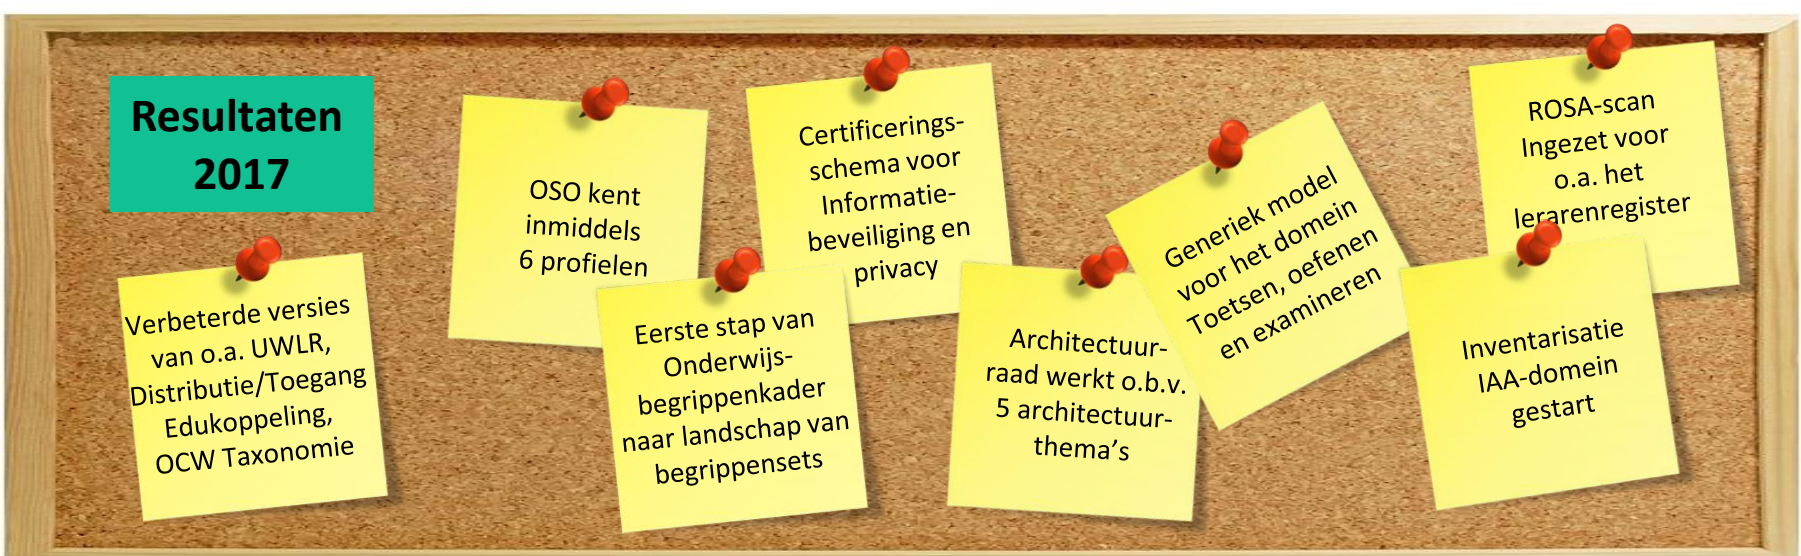 Resultaten
2017
Verbeterde versies
van o.a. UWLR,
Distributie/Toegang
Edukoppeling,
OCW Taxonomie
OSO kent
inmiddels
6 profielen
Eerste stap van
Onderwijs-
begrippenkader
naar landschap van
begrippensets
Certificerings-
schema voor
Informatie-
beveiliging en
privacy
Architectuur-
raad werkt o.b.v.
5 architectuur-
thema's
Generiek model
voor het domein
Toetsen, oefenen
en examineren
ROSA-scan
Ingezet voor
o.a. het
lerarenregister
Inventarisatie
IAA-domein
gestart